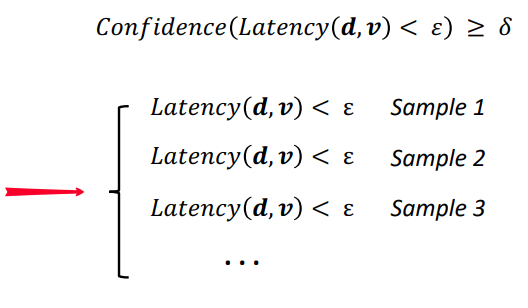 Confidence(Latency(d,v) < ε) ≥ δ
Latency(d,v) < ε Sample 1
Latency(d,v) < ε Sample 2
Latency(d,v) < ε Sample 3
...